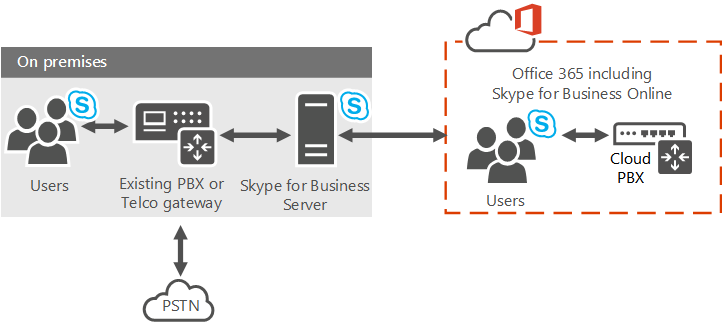 On premises
Users
Existing PBX or
Telco gateway
Skype for Business
Server
PSTN
Office 365 including
Skype for Business Online
Users
Cloud
PBX
S
S
S